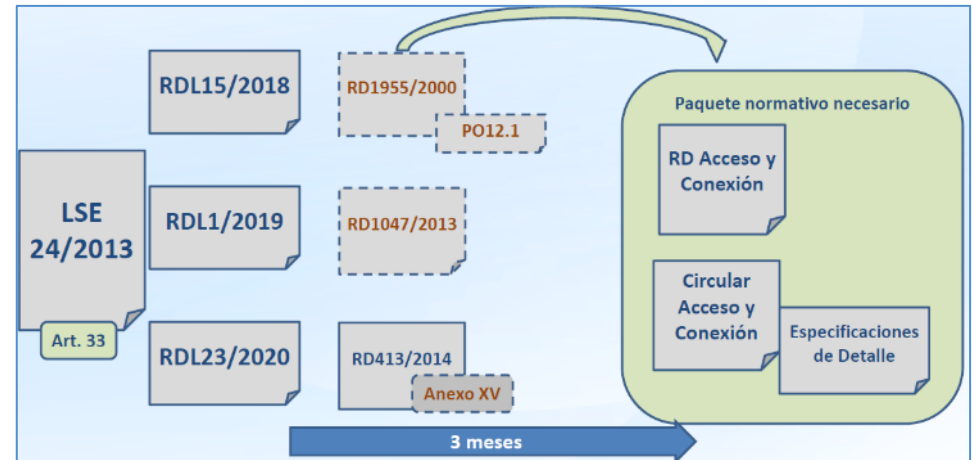 RDL15/2018
RD1955/2000
PO12.1
Paquete normativo necesario
RD Acceso y
Conexión
LSE
24/2013
Art. 33
RDL1/2019
RD1047/2013
Circular
Acceso y
Conexión
Especificaciones
de Detalle
RDL23/2020
RD413/2014
Anexo XV
3 meses